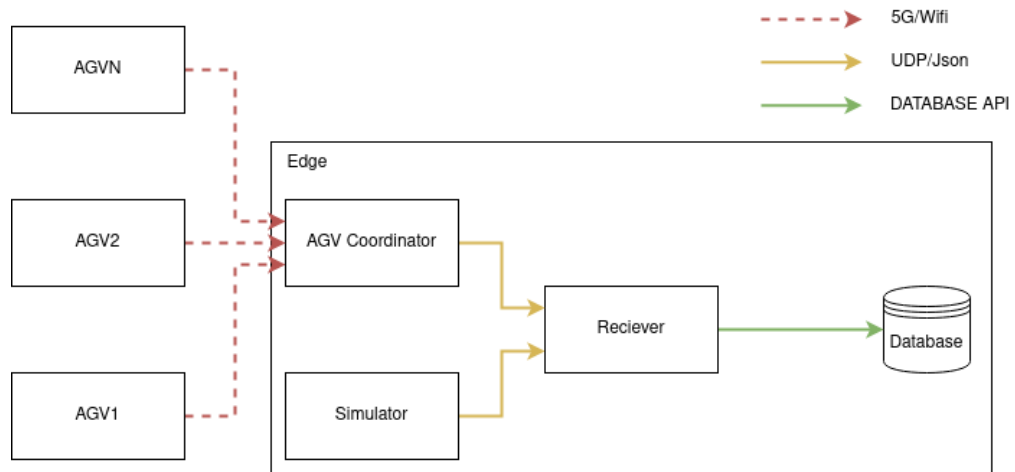 5G/Wifi
AGVN
UDP/Json
DATABASE API
Edge
AGV2
AGV Coordinator
Reciever
Database
AGV1
Simulator